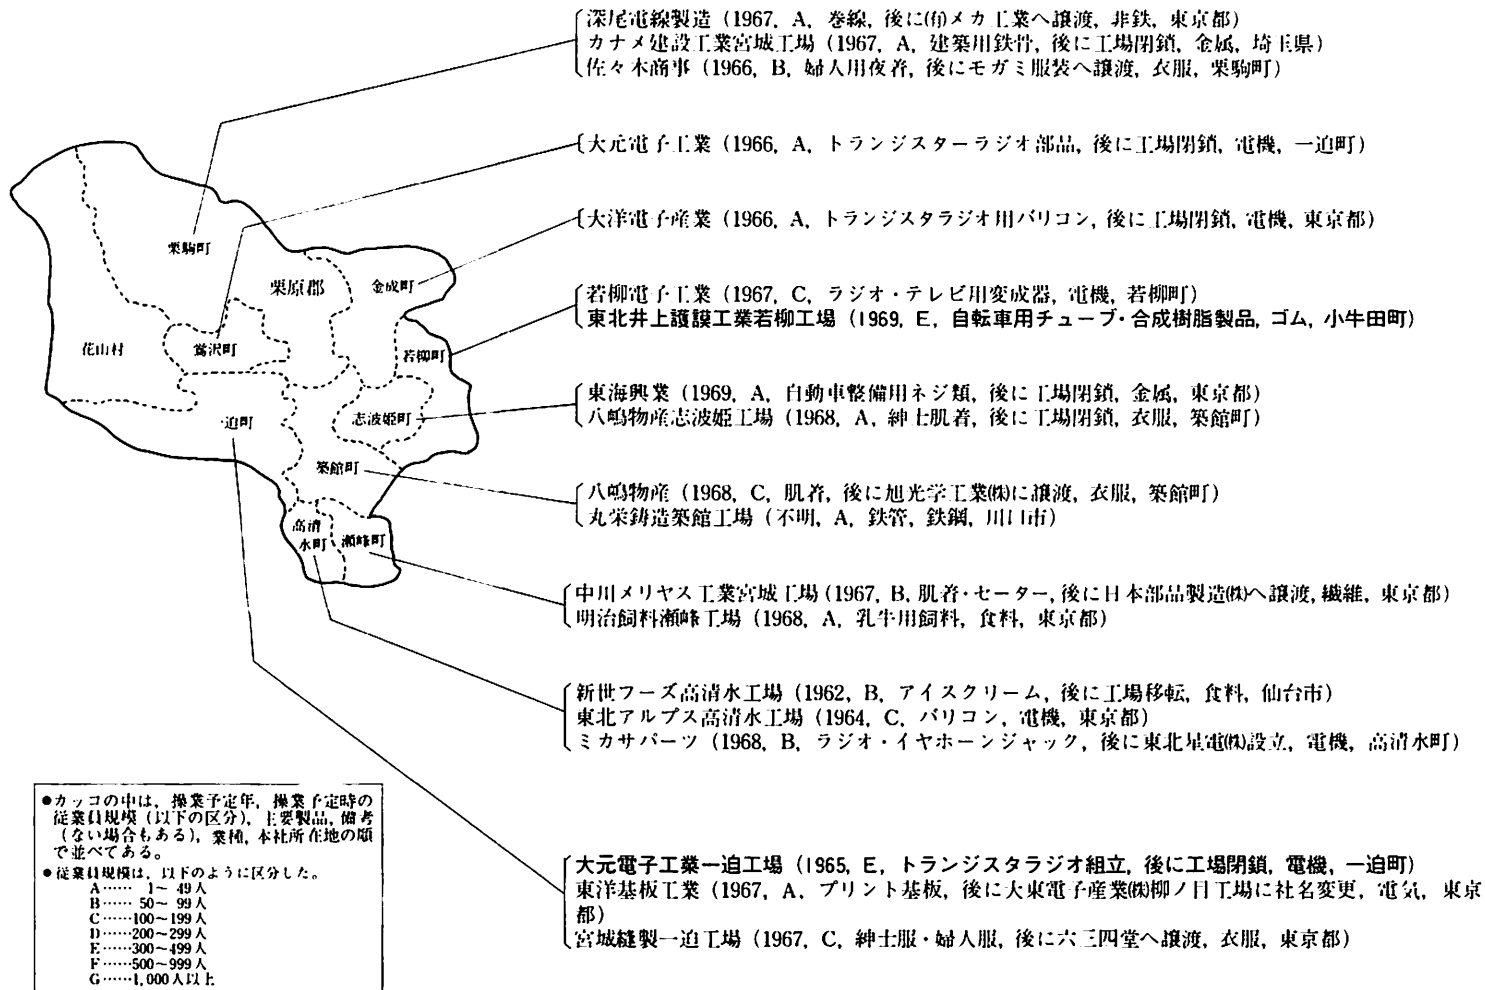 深尾電線製造 (1967, A, 巻線, 後に㈲メカ工業へ譲渡, 非鉄, 東京都)
カナメ建設工業宮城工場 (1967, A, 建築用鉄骨, 後に工場閉鎖, 金属, 埼玉県)
佐々木商事 (1966, B, 婦人用夜着, 後にモガミ服装へ譲渡, 衣服, 栗駒町)
大元電子工業 (1966, A, トランジスターラジオ部品, 後に工場閉鎖, 電機, 一迫町)
大洋電子産業 (1966, A, トランジスタラジオ用バリコン, 後に工場閉鎖, 電機, 東京都)
若柳電子工業 (1967, C, ラジオ・テレビ用変成器, 電機, 若柳町)
東北井上護謨工業若柳工場 (1969, E, 自転車用チューブ・合成樹脂製品, ゴム, 小牛田町)
東海興業 (1969, A, 自動車整備用ネジ類, 後に工場閉鎖, 金属, 東京都)
八嶋物産志波姫工場 (1968, A, 紳士肌着, 後に工場閉鎖, 衣服, 築館町)
八嶋物産 (1968, C, 肌着, 後に旭光学工業㈱に譲渡, 衣服, 築館町)
丸栄鋳造築館工場 (不明, A, 鉄管, 鉄鋼, 川口市)
中川メリヤス工業宮城工場 (1967, B, 肌着・セーター, 後に日本部品製造㈱へ譲渡, 繊維, 東京都)
明治飼料瀬峰工場 (1968, A, 乳牛用飼料, 食料, 東京都)
新世フーズ高清水工場 (1962, B, アイスクリーム, 後に工場移転, 食料, 仙台市)
東北アルプス高清水工場 (1964, C, バリコン, 電機, 東京都)
ミカサパーツ (1968, B, ラジオ・イヤホーンジャック, 後に東北星電㈱設立, 電機, 高清水町)
大元電子工業一迫工場 (1965, E, トランジスタラジオ組立, 後に工場閉鎖, 電機, 一迫町)
東洋基板工業 (1967, A, プリント基板, 後に大東電子産業㈱柳ノ目工場に社名変更, 電気, 東京
都)
宮城縫製一迫工場 (1967, C, 紳士服・婦人服, 後に六三四堂へ譲渡, 衣服, 東京都)
栗駒町
栗原郡
金成町
花山村
鶯沢町
若柳町
一迫町
志波姫町
築館町
高清
水町
瀬峰町
●カッコの中は, 操業予定年, 操業予定時の
従業員規模 (以下の区分), 主要製品, 備考
(ない場合もある), 業種, 本社所在地の順
で並べてある。
●従業員規模は, 以下のように区分した。
A…… 1〜 49人
B…… 50〜 99人
C……100〜199人
D……200〜299人
E……300〜499人
F……500〜999人
G……1,000人以上